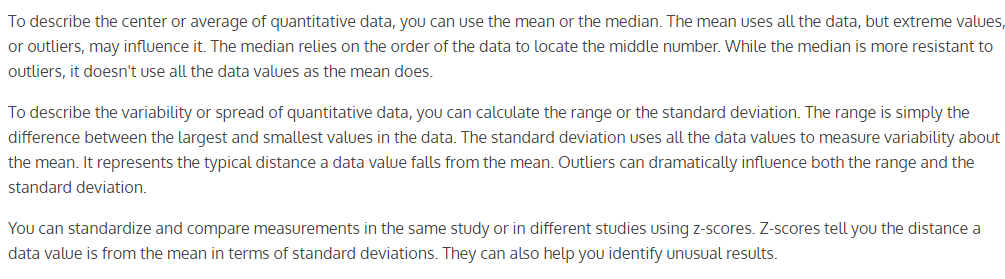 To describe the center or average of quantitative data, you can use the mean or the median. The mean uses all the data, but extreme values,
or outliers, may influence it. The median relies on the order of the data to locate the middle number. While the median is more resistant to
outliers, it doesn't use all the data values as the mean does.
To describe the variability or spread of quantitative data, you can calculate the range or the standard deviation. The range is simply the
difference between the largest and smallest values in the data. The standard deviation uses all the data values to measure variability about
the mean. It represents the typical distance a data value falls from the mean. Outliers can dramatically influence both the range and the
standard deviation.
You can standardize and compare measurements in the same study or in different studies using z-scores. Z-scores tell you the distance a
data value is from the mean in terms of standard deviations. They can also help you identify unusual results.